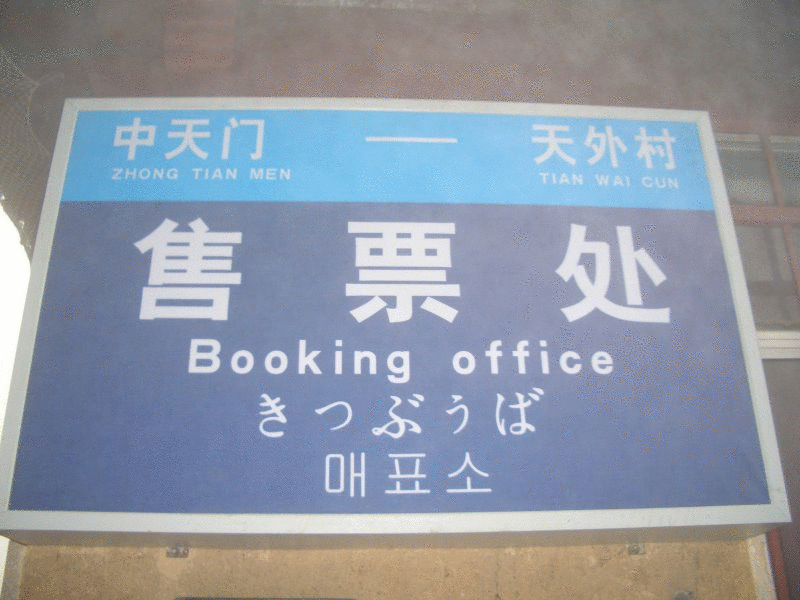 中天门 — 天外村
ZHONG TIAN MEN TIAN WAI CUN
售票处
Booking office
きっぶぅば
매표소